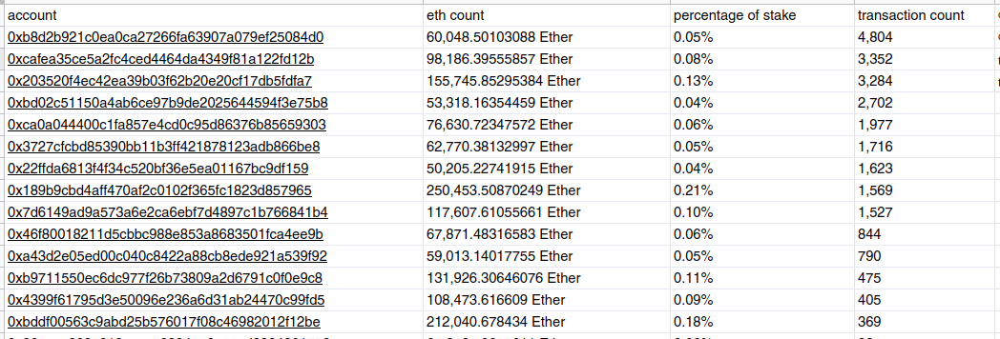 account eth count percentage of stake transaction count
0xb8d2b921c0ea0ca27266fa63907a079ef25084d0 60,048.50103088 Ether 0.05% 4,804
0xcafea35ce5a2fc4ced4464da4349f81a122fd12b 98,186.39555857 Ether 0.08% 3,352
0x203520f4ec42ea39b03f62b20e20cf17db5fdfa7 155,745.85295384 Ether 0.13% 3,284
0xbd02c51150a4ab6ce97b9de2025644594f3e75b8 53,318.16354459 Ether 0.04% 2,702
0xca0a044400c1fa857e4cd0c95d86376b85659303 76,630.72347572 Ether 0.06% 1,977
0x3727cfcbd85390bb11b3ff421878123adb866be8 62,770.38132997 Ether 0.05% 1,716
0x22ffda6813f4f34c520bf36e5ea01167bc9df159 50,205.22741915 Ether 0.04% 1,623
0x189b9cbd4aff470af2c0102f365fc1823d857965 250,453.50870249 Ether 0.21% 1,569
0x7d6149ad9a573a6e2ca6ebf7d4897c1b766841b4 117,607.61055661 Ether 0.10% 1,527
0x46f80018211d5cbbc988e853a8683501fca4ee9b 67,871.48316583 Ether 0.06% 844
0xa43d2e05ed00c040c8422a88cb8ede921a539f92 59,013.14017755 Ether 0.05% 790
0xb9711550ec6dc977f26b73809a2d6791c0f0e9c8 131,926.30646076 Ether 0.11% 475
0x4399f61795d3e50096e236a6d31ab24470c99fd5 108,473.616609 Ether 0.09% 405
0xbddf00563c9abd25b576017f08c46982012f12be 212,040.678434 Ether 0.18% 369